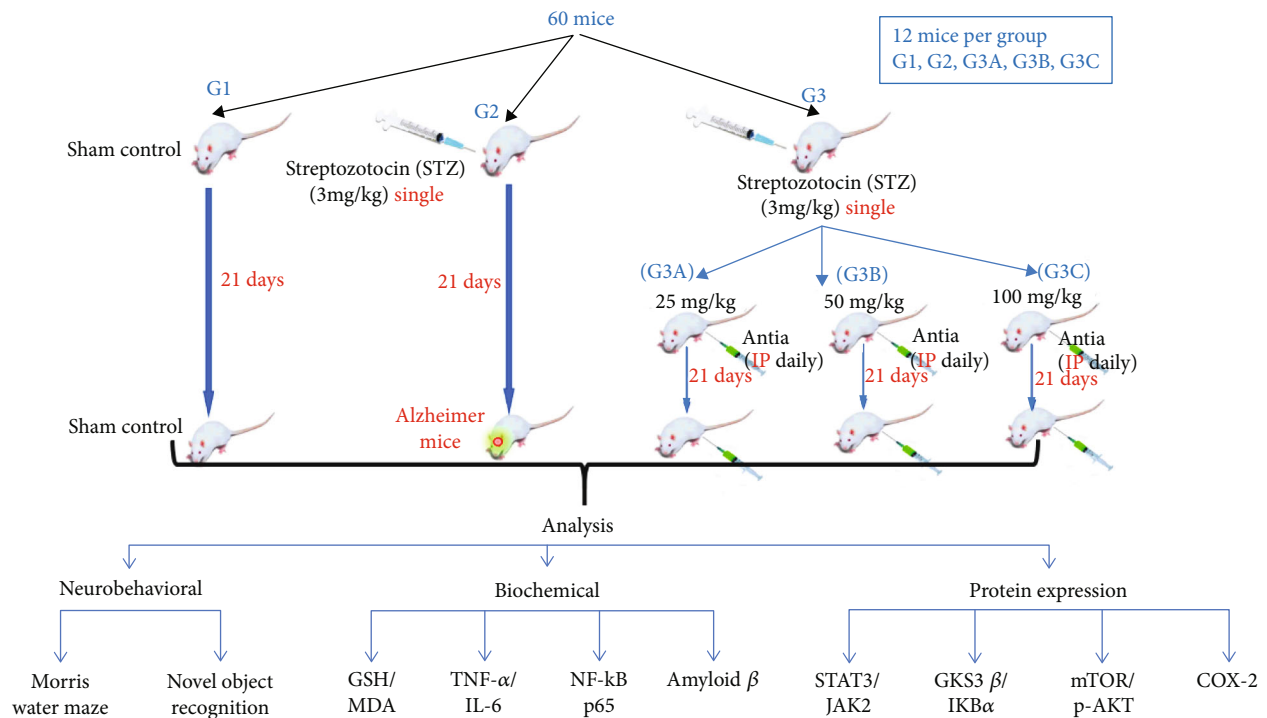 60 mice
12 mice per group
G1, G2, G3A, G3B, G3C
G1
G2
G3
Sham control
Streptozotocin (STZ)
(3mg/kg) single
Streptozotocin (STZ)
(3mg/kg) single
21 days
21 days
(G3A)
(G3B)
(G3C)
25 mg/kg
50 mg/kg
100 mg/kg
Antia
(IP daily)
Antia
(IP daily)
Antia
(IP daily)
21 days
21 days
21 days
Sham control
Alzheimer
mice
Analysis
Neurobehavioral
Biochemical
Protein expression
Morris
water maze
Novel object
recognition
GSH/
MDA
TNF-α/
IL-6
NF-kB
p65
Amyloid β
STAT3/
JAK2
GKS3 β/
IKBα
mTOR/
p-AKT
COX-2